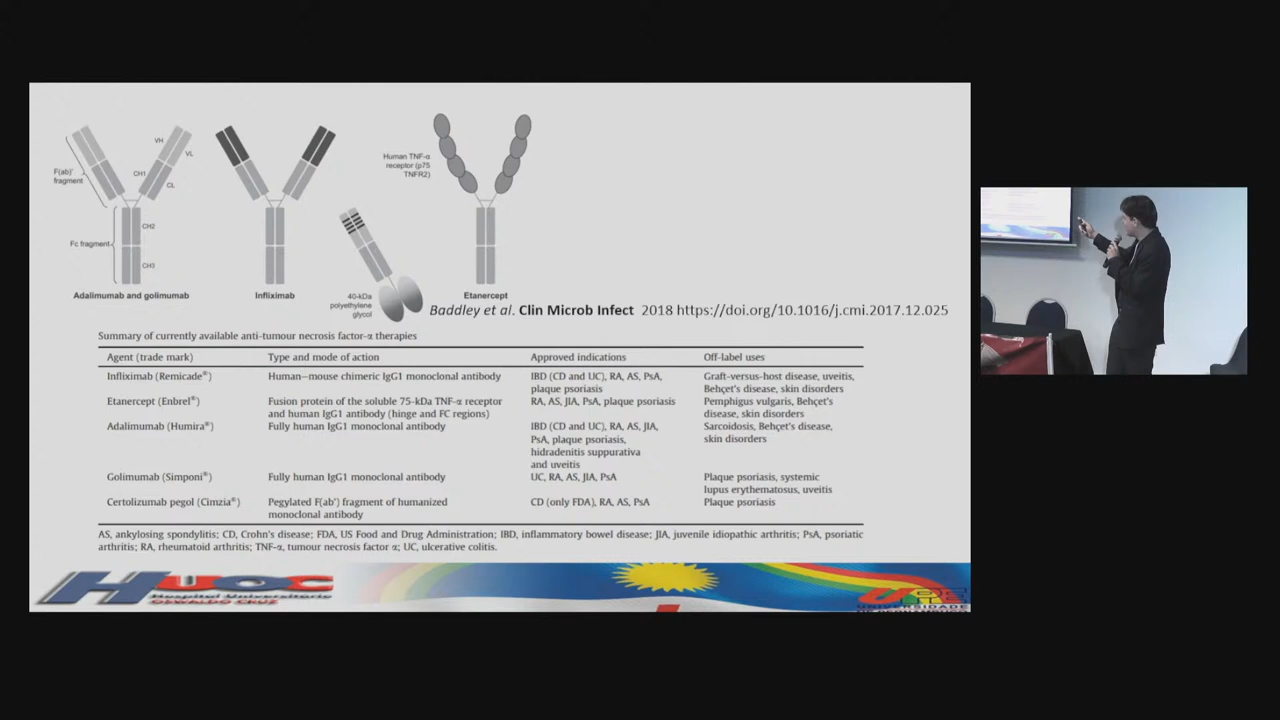 VH
VL
F(ab)'
fragment
CH1
CL
CH2
Fc fragment
CH3
Adalimumab and golimumab
Infliximab
40-kDa
polyethylene
glycol
Human TNF-α
receptor (p75
TNFR2)
Etanercept
Baddley et al. Clin Microb Infect 2018 https://doi.org/10.1016/j.cmi.2017.12.025
Summary of currently available anti-tumour necrosis factor-α therapies
Agent (trade mark) Type and mode of action Approved indications Off-label uses
Infliximab (Remicade®) Human–mouse chimeric IgG1 monoclonal antibody IBD (CD and UC), RA, AS, PsA, Graft-versus-host disease, uveitis,
plaque psoriasis Behçet's disease, skin disorders
Etanercept (Enbrel®) Fusion protein of the soluble 75-kDa TNF-α receptor RA, AS, JIA, PsA, plaque psoriasis Pemphigus vulgaris, Behçet's
and human IgG1 antibody (hinge and FC regions) disease, skin disorders
Adalimumab (Humira®) Fully human IgG1 monoclonal antibody IBD (CD and UC), RA, AS, JIA, Sarcoidosis, Behçet's disease,
PsA, plaque psoriasis, skin disorders
hidradenitis suppurativa
and uveitis
Golimumab (Simponi®) Fully human IgG1 monoclonal antibody UC, RA, AS, JIA, PsA Plaque psoriasis, systemic
lupus erythematosus, uveitis
Certolizumab pegol (Cimzia®) Pegylated F(ab') fragment of humanized CD (only FDA), RA, AS, PsA Plaque psoriasis
monoclonal antibody
AS, ankylosing spondylitis; CD, Crohn's disease; FDA, US Food and Drug Administration; IBD, inflammatory bowel disease; JIA, juvenile idiopathic arthritis; PsA, psoriatic
arthritis; RA, rheumatoid arthritis; TNF-α, tumour necrosis factor α; UC, ulcerative colitis.
HUOC
Hospital Universitário
OSWALDO CRUZ
UPE
UNIVERSIDADE